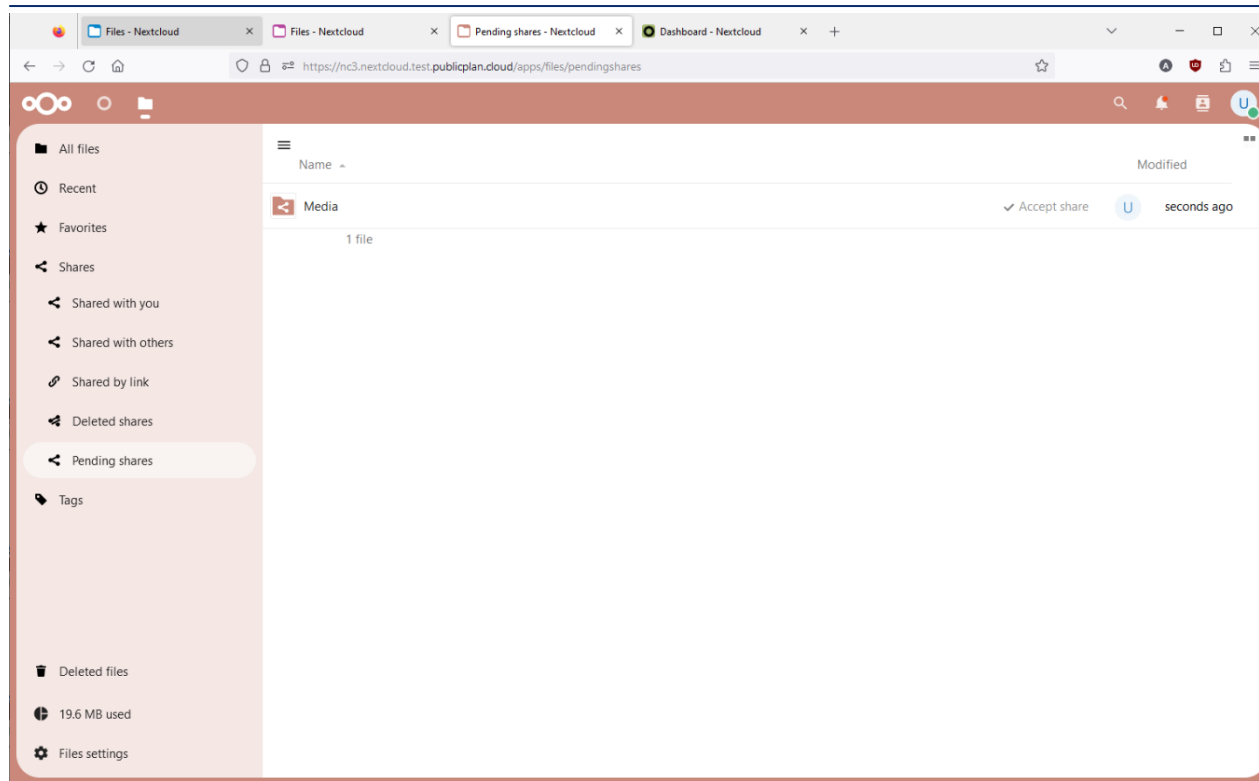 Files - Nextcloud
Files - Nextcloud
Pending shares - Nextcloud
Dashboard - Nextcloud
https://nc3.nextcloud.test.publicplan.cloud/apps/files/pendingshares
U
All files
Recent
Favorites
Shares
Shared with you
Shared with others
Shared by link
Deleted shares
Pending shares
Tags
Deleted files
19.6 MB used
Files settings
Name
Modified
Media
Accept share
U
seconds ago
1 file